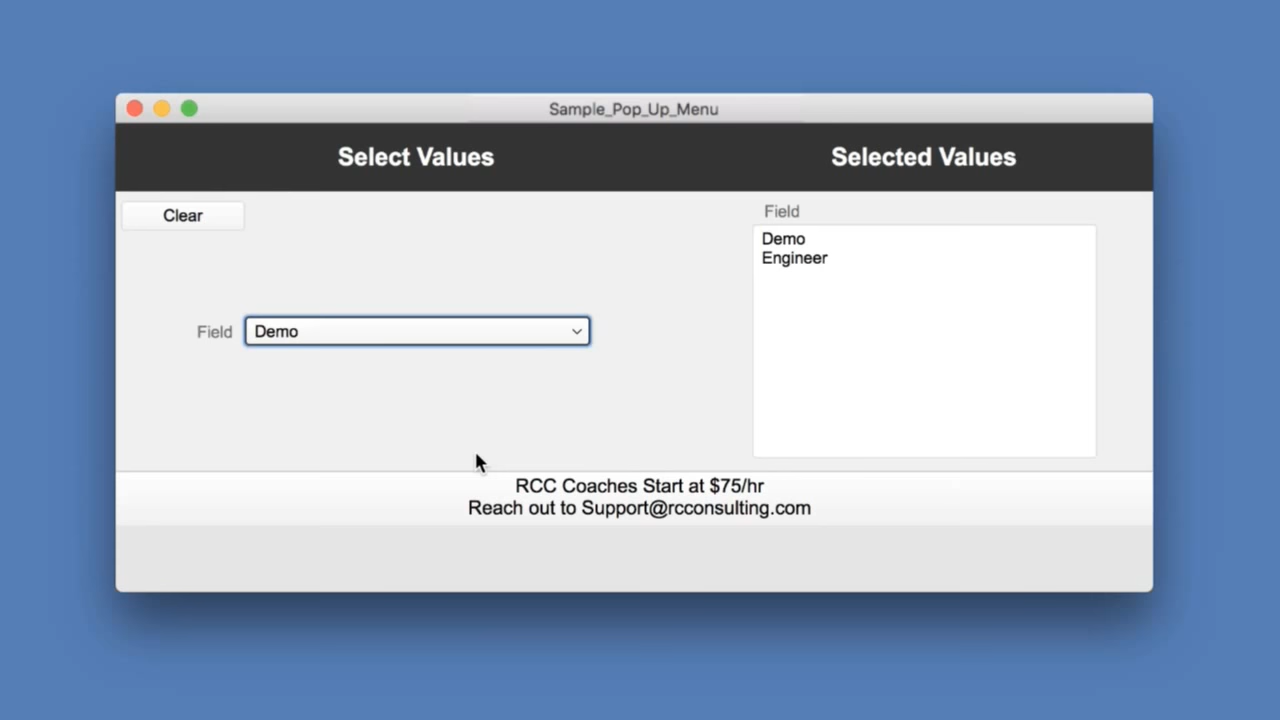 Sample_Pop_Up_Menu
Select Values
Selected Values
Clear
Field
Demo
Engineer
Field
Demo
RCC Coaches Start at $75/hr
Reach out to Support@rcconsulting.com